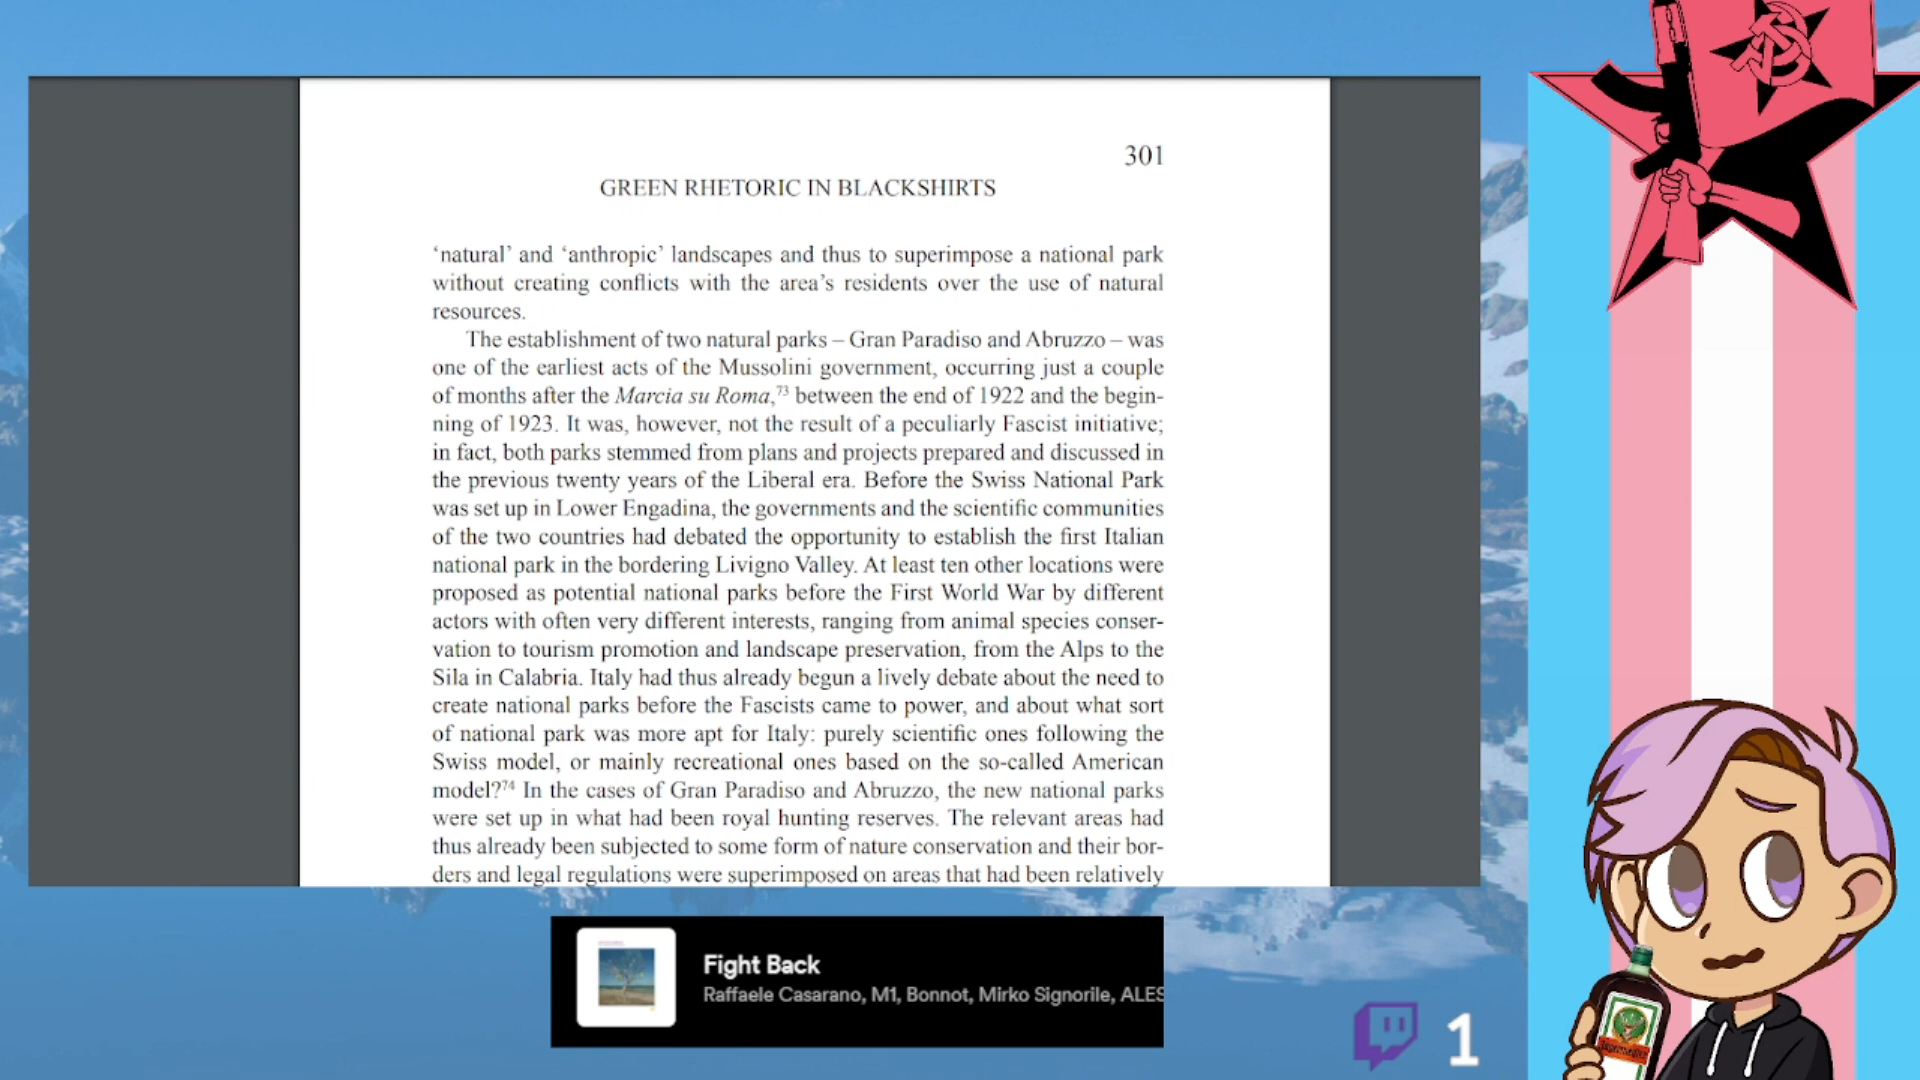 301
GREEN RHETORIC IN BLACKSHIRTS
‘natural’ and ‘anthropic’ landscapes and thus to superimpose a national park
without creating conflicts with the area’s residents over the use of natural
resources.
The establishment of two natural parks – Gran Paradiso and Abruzzo – was
one of the earliest acts of the Mussolini government, occurring just a couple
of months after the Marcia su Roma,73 between the end of 1922 and the begin-
ning of 1923. It was, however, not the result of a peculiarly Fascist initiative;
in fact, both parks stemmed from plans and projects prepared and discussed in
the previous twenty years of the Liberal era. Before the Swiss National Park
was set up in Lower Engadina, the governments and the scientific communities
of the two countries had debated the opportunity to establish the first Italian
national park in the bordering Livigno Valley. At least ten other locations were
proposed as potential national parks before the First World War by different
actors with often very different interests, ranging from animal species conser-
vation to tourism promotion and landscape preservation, from the Alps to the
Sila in Calabria. Italy had thus already begun a lively debate about the need to
create national parks before the Fascists came to power, and about what sort
of national park was more apt for Italy: purely scientific ones following the
Swiss model, or mainly recreational ones based on the so-called American
model?74 In the cases of Gran Paradiso and Abruzzo, the new national parks
were set up in what had been royal hunting reserves. The relevant areas had
thus already been subjected to some form of nature conservation and their bor-
ders and legal regulations were superimposed on areas that had been relatively
Fight Back
Raffaele Casarano, M1, Bonnot, Mirko Signorile, ALES
1